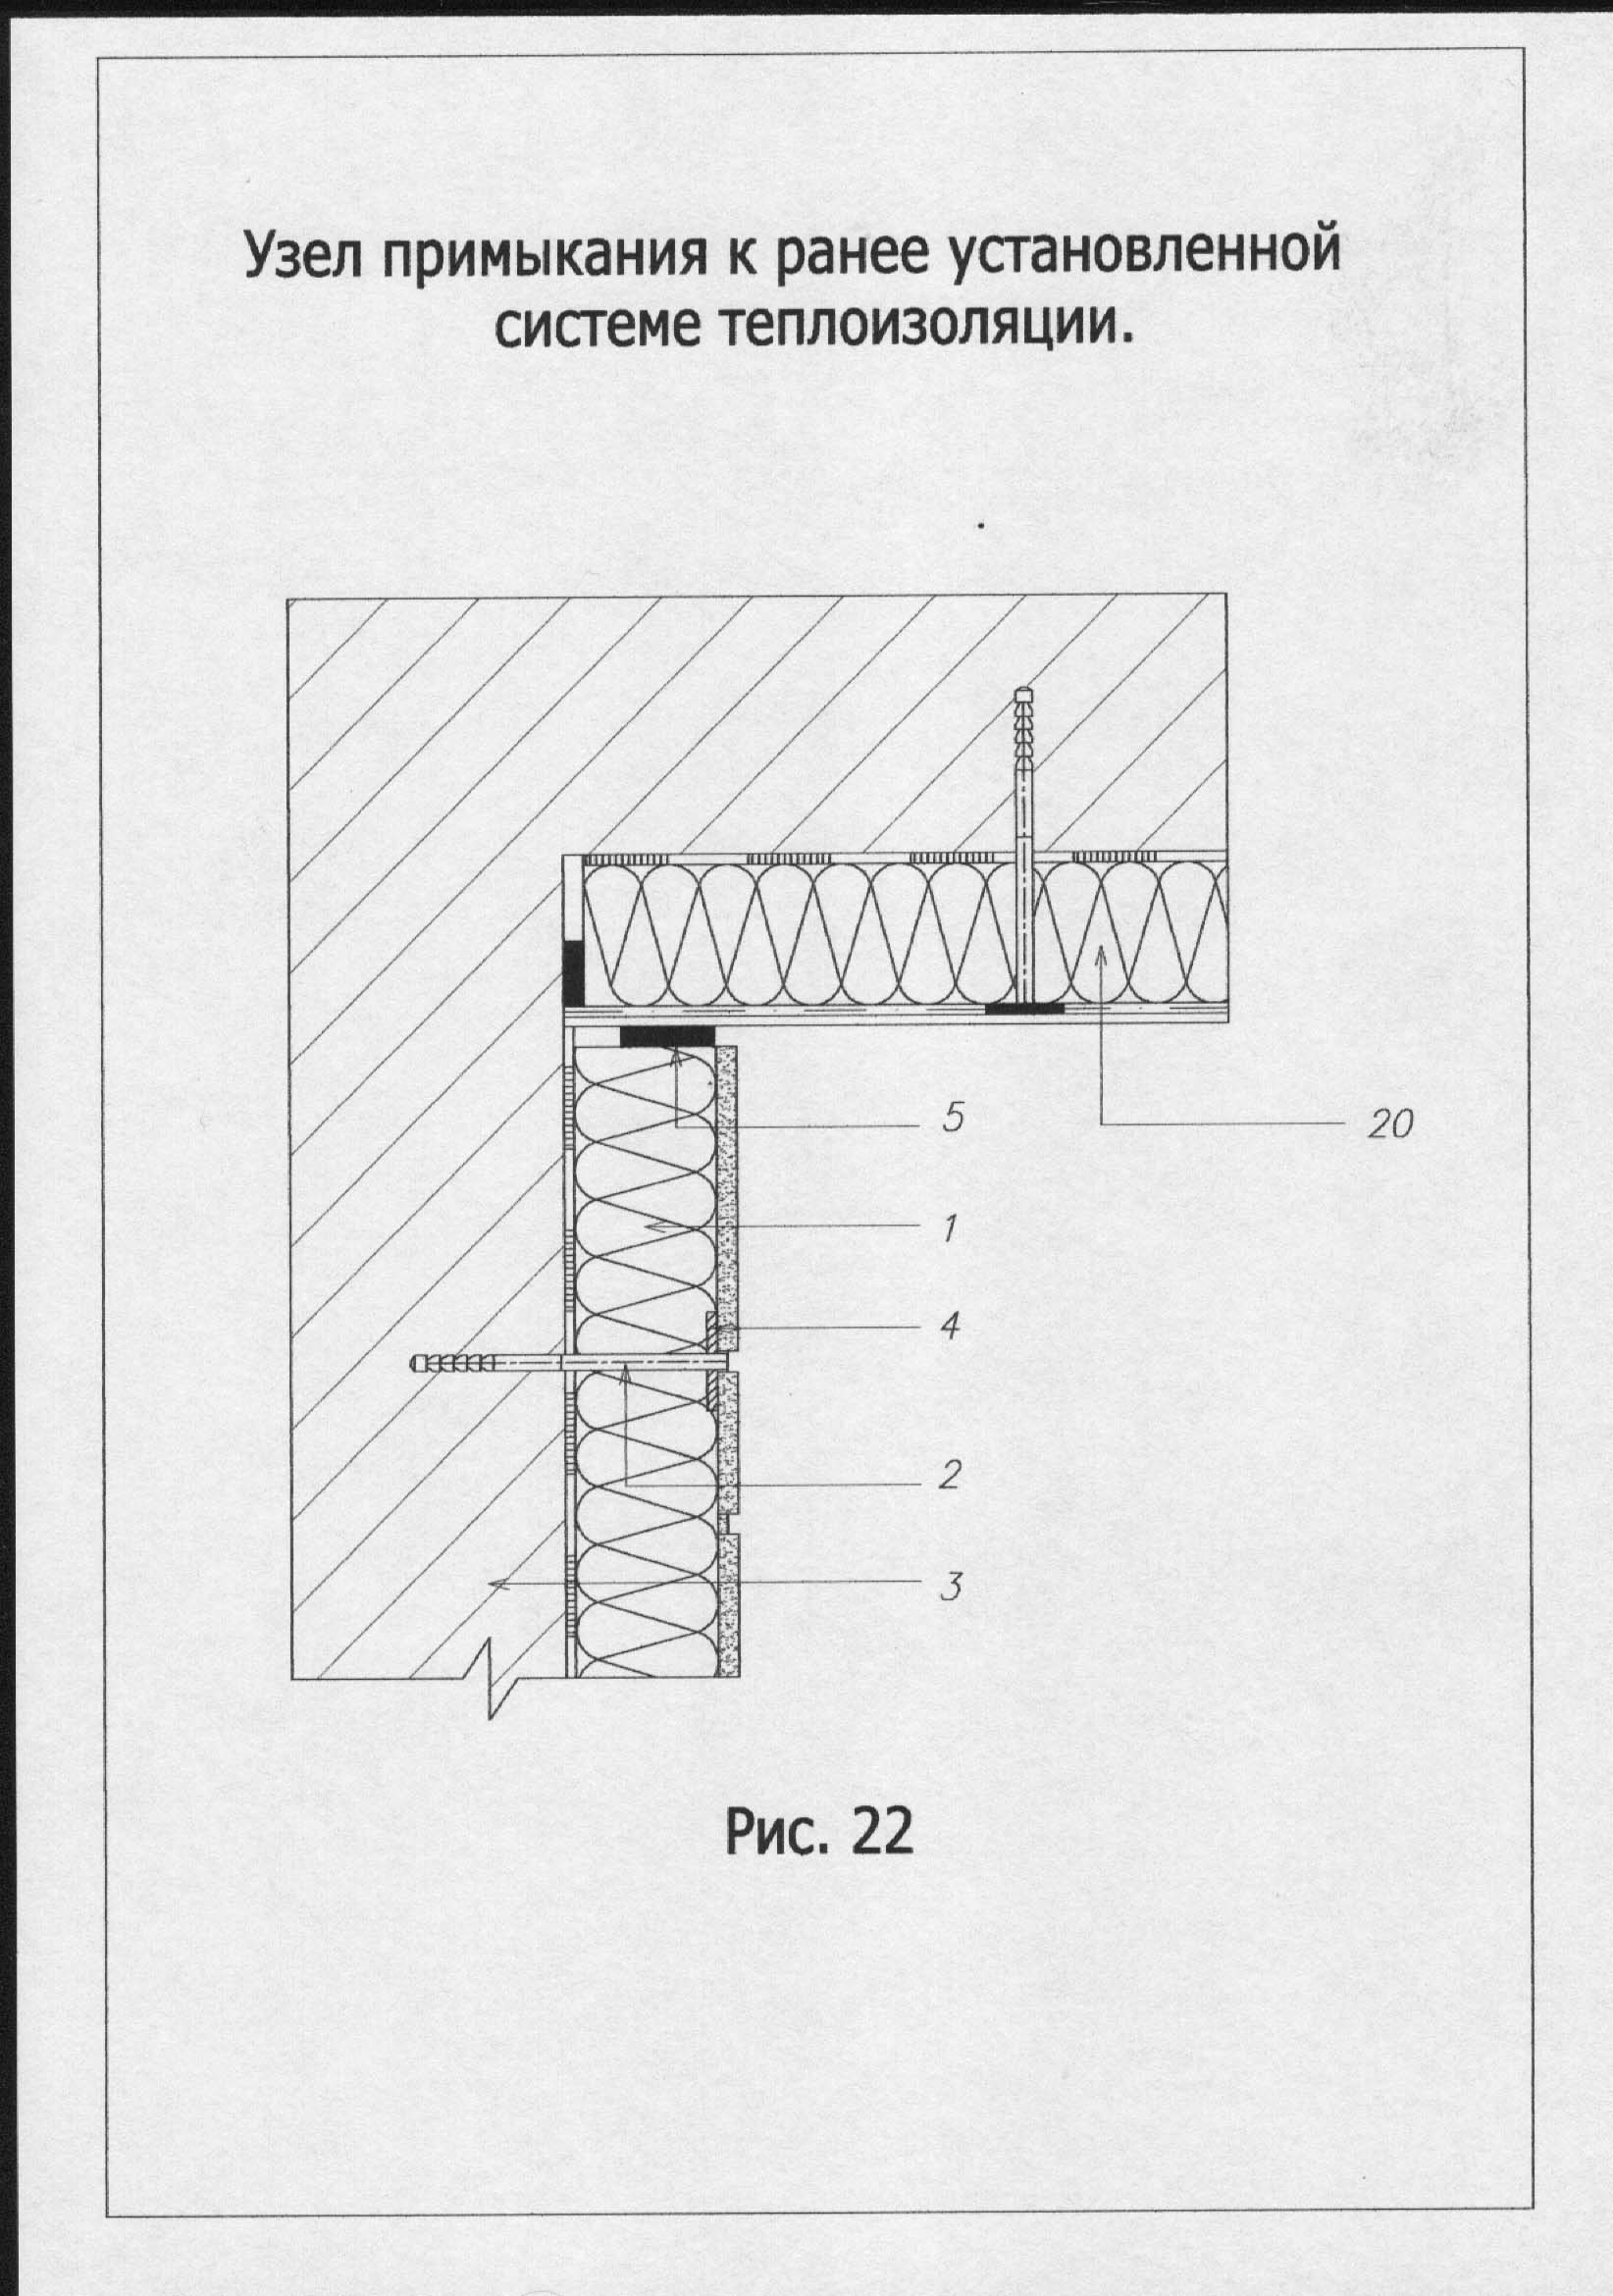 Узел примыкания к ранее установленной
системе теплоизоляции.
5
20
1
4
2
3
Рис. 22